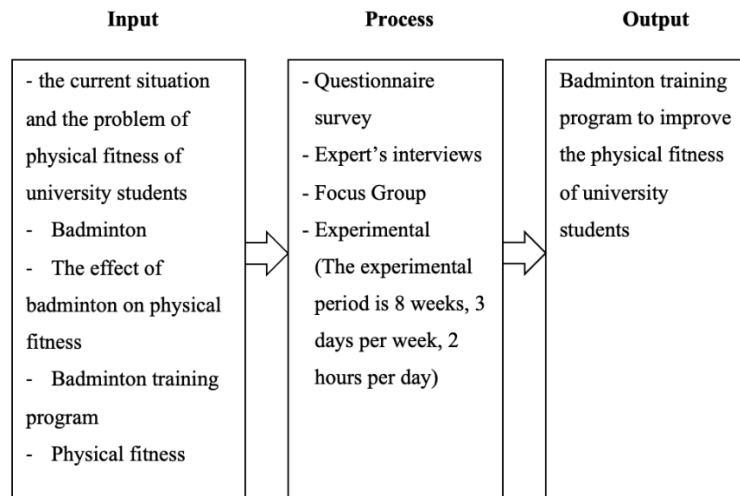 Input
Process
Output
- the current situation
and the problem of
physical fitness of
university students
- Badminton
- The effect of
badminton on physical
fitness
- Badminton training
program
- Physical fitness
- Questionnaire
survey
- Expert's interviews
- Focus Group
- Experimental
(The experimental
period is 8 weeks, 3
days per week, 2
hours per day)
Badminton training
program to improve
the physical fitness
of university
students